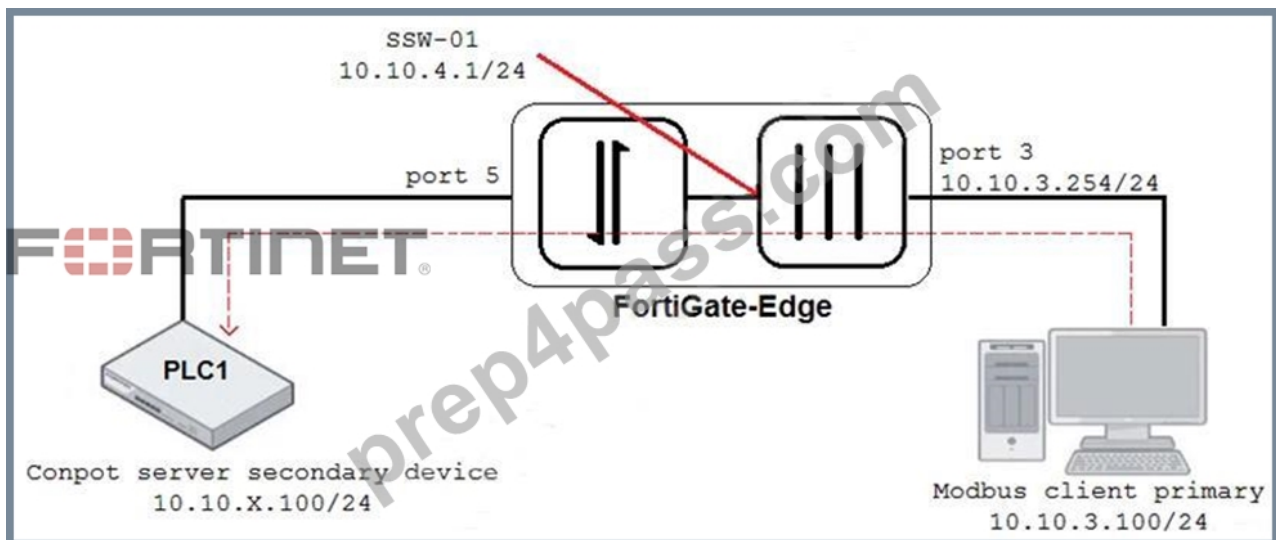 SSW-01
10.10.4.1/24
port 5
port 3
10.10.3.254/24
FORTINET
FortiGate-Edge
PLC1
Conpot server secondary device
10.10.X.100/24
Modbus client primary
10.10.3.100/24
prep4pass.com